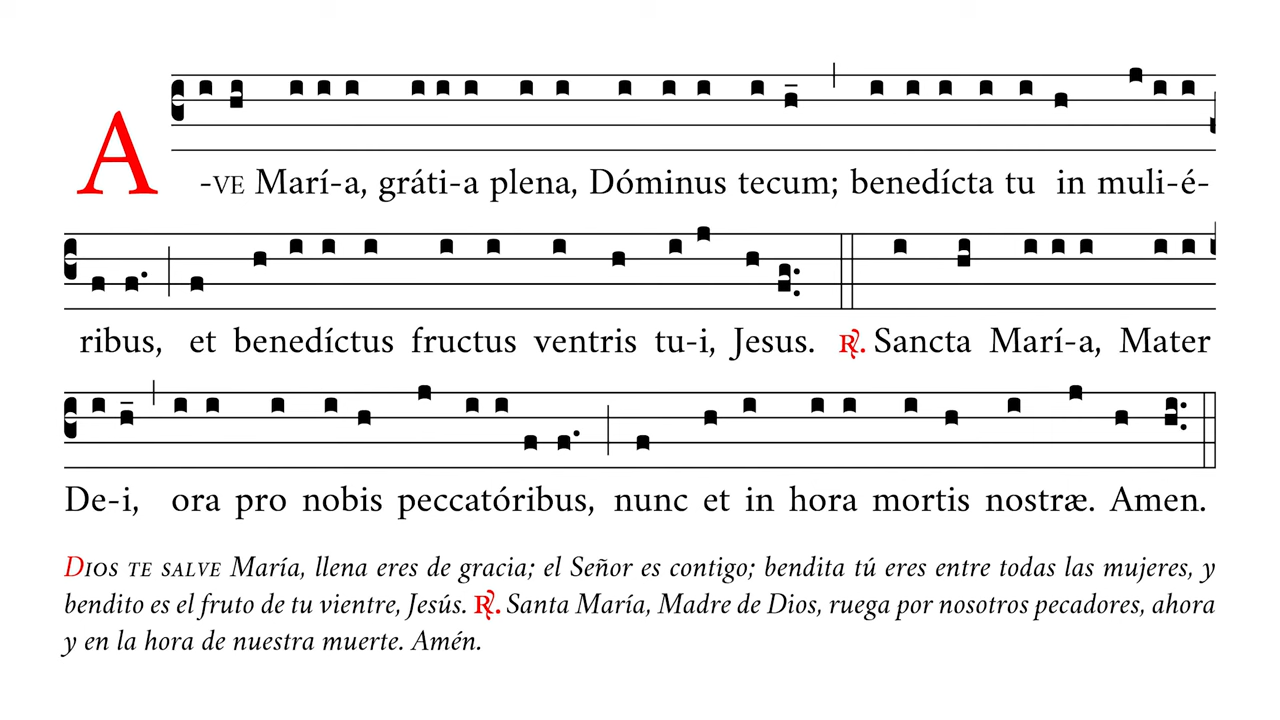 A-VE Marí-a, gráti-a plena, Dóminus tecum; benedícta tu in muli-é-
ribus, et benedíctus fructus ventris tu-i, Jesus. ℟. Sancta Marí-a, Mater
De-i, ora pro nobis peccatóribus, nunc et in hora mortis nostræ. Amen.
DIOS TE SALVE María, llena eres de gracia; el Señor es contigo; bendita tú eres entre todas las mujeres, y
bendito es el fruto de tu vientre, Jesús. ℟. Santa María, Madre de Dios, ruega por nosotros pecadores, ahora
y en la hora de nuestra muerte. Amén.